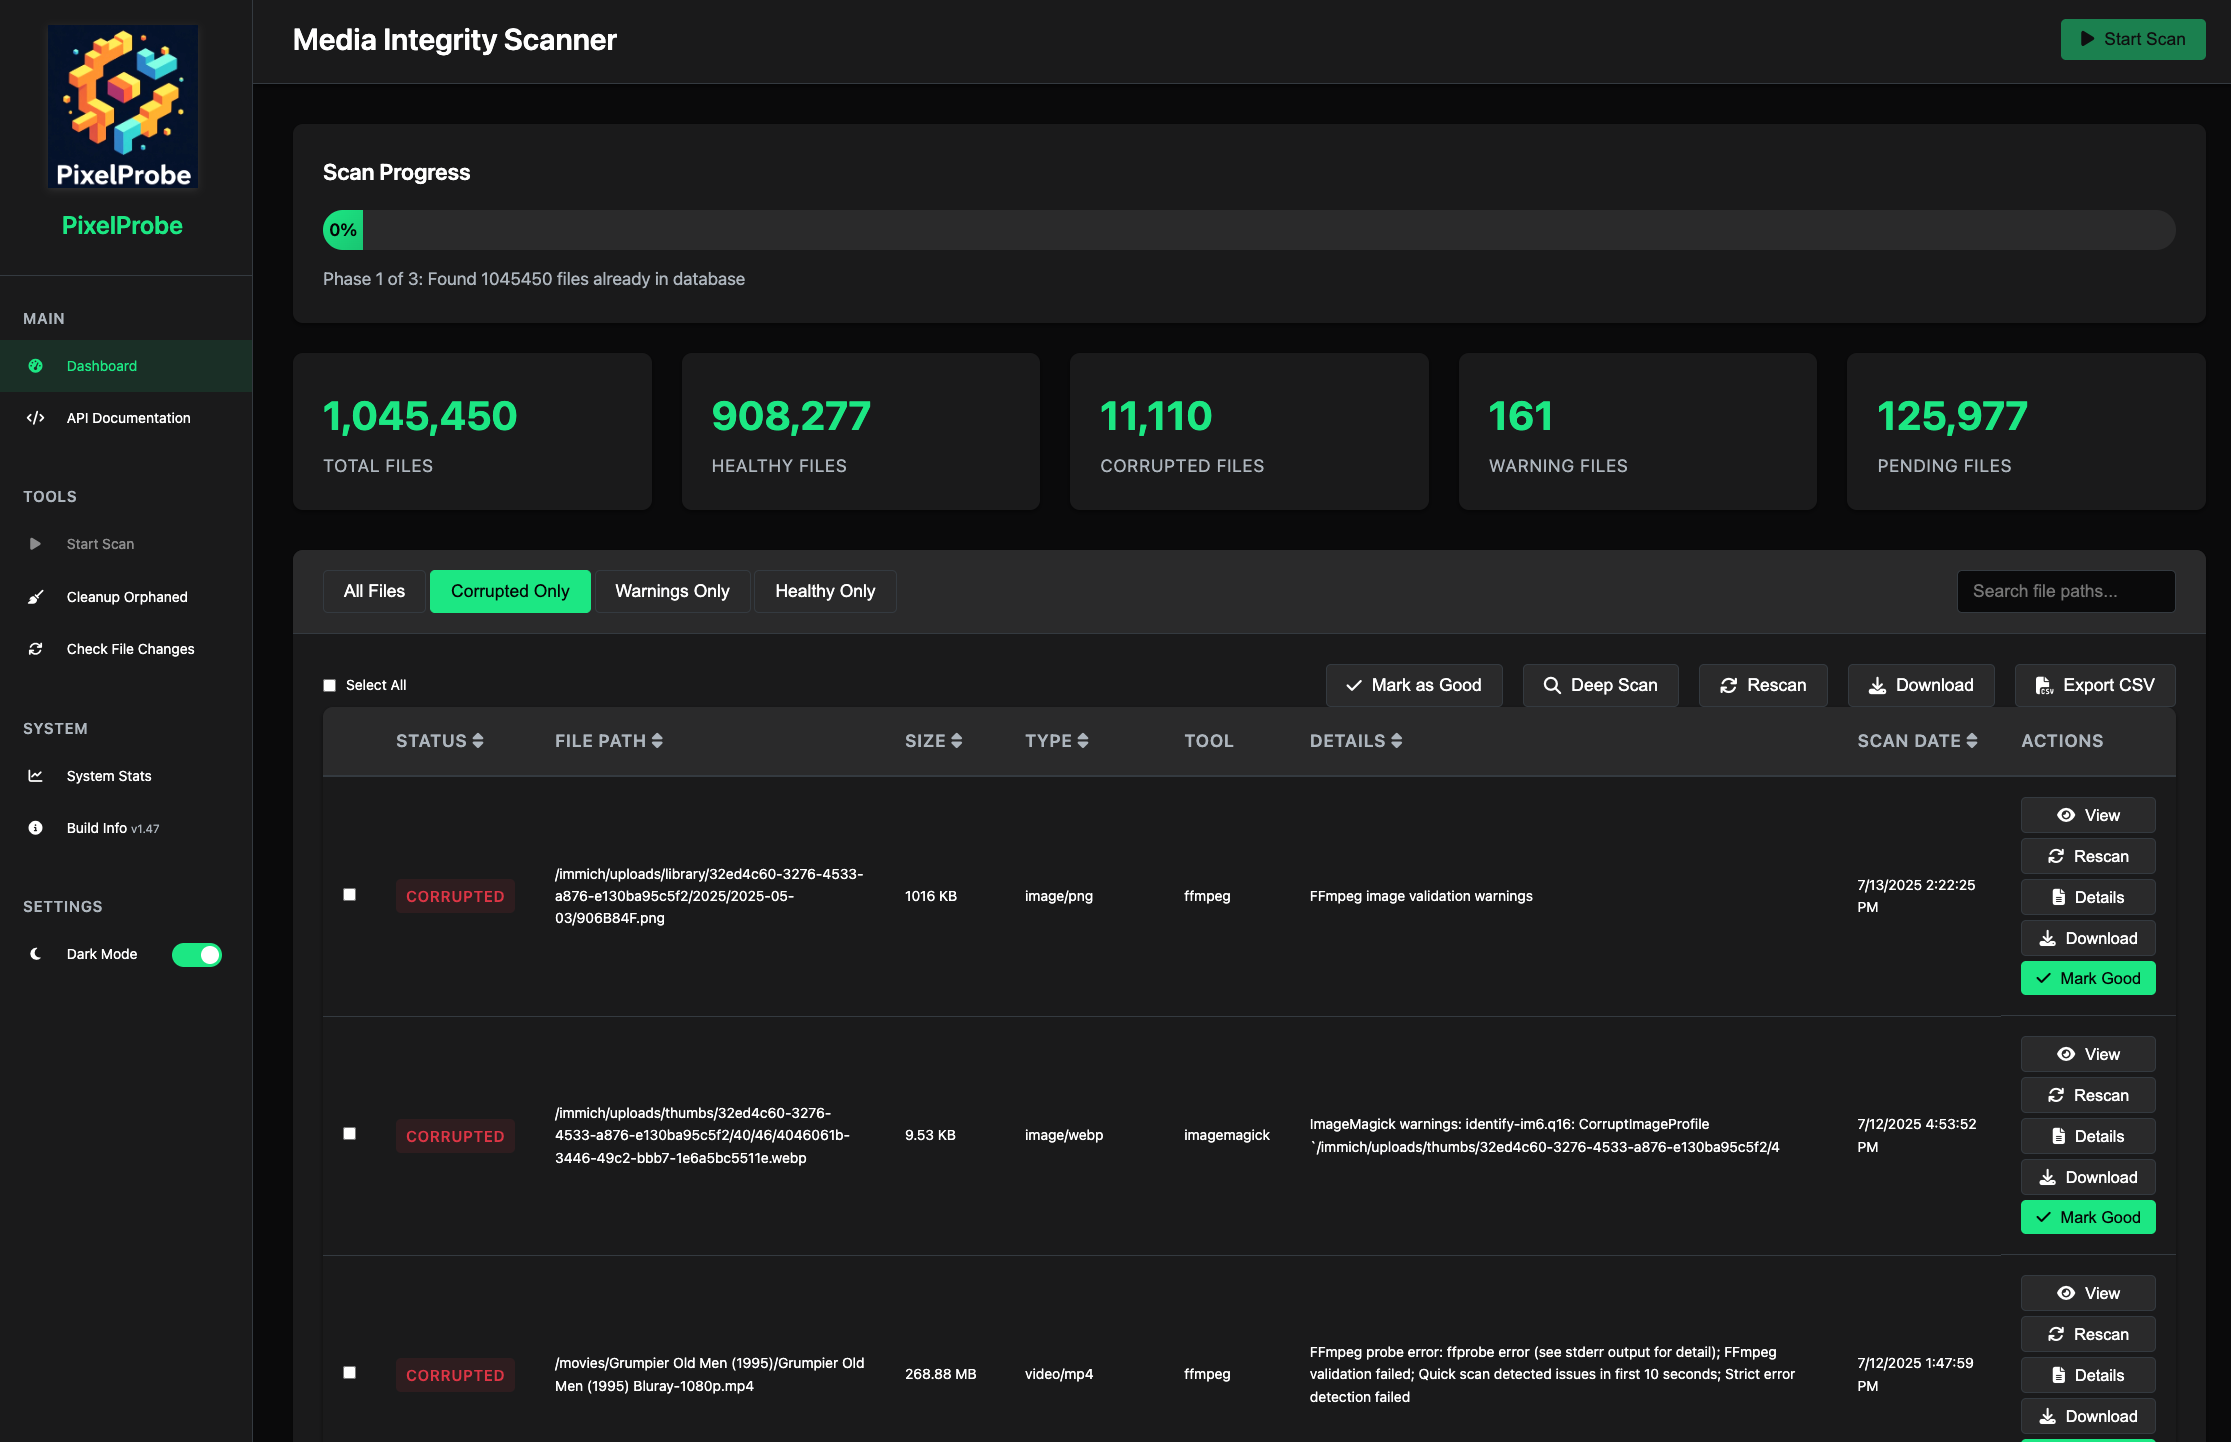 PixelProbe
PixelProbe
MAIN
Dashboard
API Documentation
TOOLS
Start Scan
Cleanup Orphaned
Check File Changes
SYSTEM
System Stats
Build Info v1.47
SETTINGS
Dark Mode
Media Integrity Scanner
Start Scan
Scan Progress
0%
Phase 1 of 3: Found 1045450 files already in database
1,045,450
TOTAL FILES
908,277
HEALTHY FILES
11,110
CORRUPTED FILES
161
WARNING FILES
125,977
PENDING FILES
All Files
Corrupted Only
Warnings Only
Healthy Only
Search file paths...
Select All
Mark as Good
Deep Scan
Rescan
Download
Export CSV
STATUS
FILE PATH
SIZE
TYPE
TOOL
DETAILS
SCAN DATE
ACTIONS
CORRUPTED
/immich/uploads/library/32ed4c60-3276-4533-
a876-e130ba95c5f2/2025/2025-05-
03/906B84F.png
1016 KB
image/png
ffmpeg
FFmpeg image validation warnings
7/13/2025 2:22:25
PM
View
Rescan
Details
Download
Mark Good
CORRUPTED
/immich/uploads/thumbs/32ed4c60-3276-
4533-a876-e130ba95c5f2/40/46/4046061b-
3446-49c2-bbb7-1e6a5bc5511e.webp
9.53 KB
image/webp
imagemagick
ImageMagick warnings: identify-im6.q16: CorruptImageProfile
`/immich/uploads/thumbs/32ed4c60-3276-4533-a876-e130ba95c5f2/4
7/12/2025 4:53:52
PM
View
Rescan
Details
Download
Mark Good
CORRUPTED
/movies/Grumpier Old Men (1995)/Grumpier Old
Men (1995) Bluray-1080p.mp4
268.88 MB
video/mp4
ffmpeg
FFmpeg probe error: ffprobe error (see stderr output for detail); FFmpeg
validation failed; Quick scan detected issues in first 10 seconds; Strict error
detection failed
7/12/2025 1:47:59
PM
View
Rescan
Details
Download